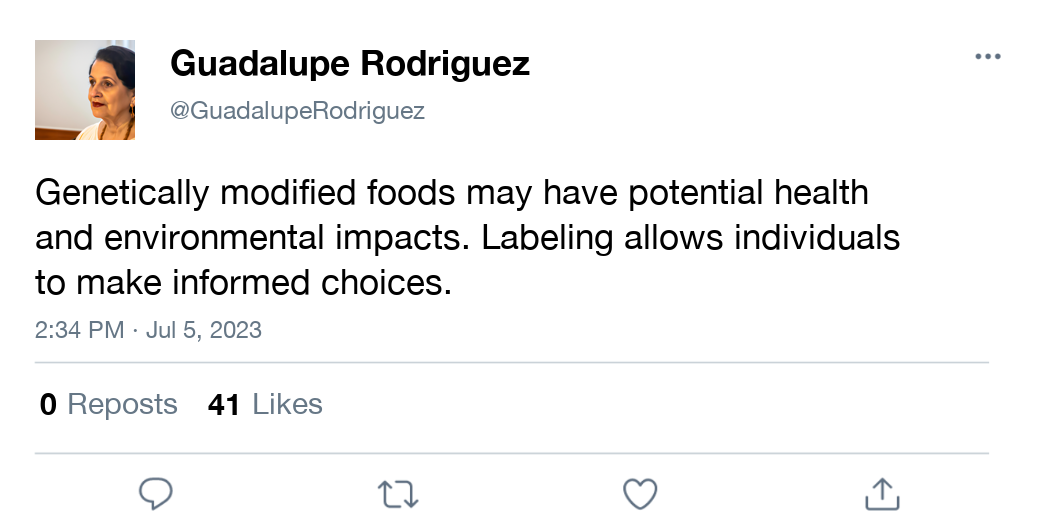 Guadalupe Rodriguez
@GuadalupeRodriguez
Genetically modified foods may have potential health
and environmental impacts. Labeling allows individuals
to make informed choices.
2:34 PM · Jul 5, 2023
0 Reposts 41 Likes